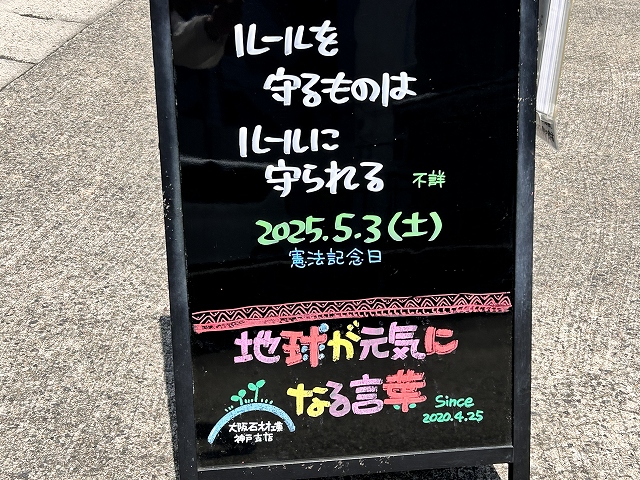 ルールを
守るものは
ルールに
守られる 不詳
2025.5.3(土)
憲法記念日
地球が元気に
なる言葉
Since
2020.4.25
大阪石材工業
神戸支店